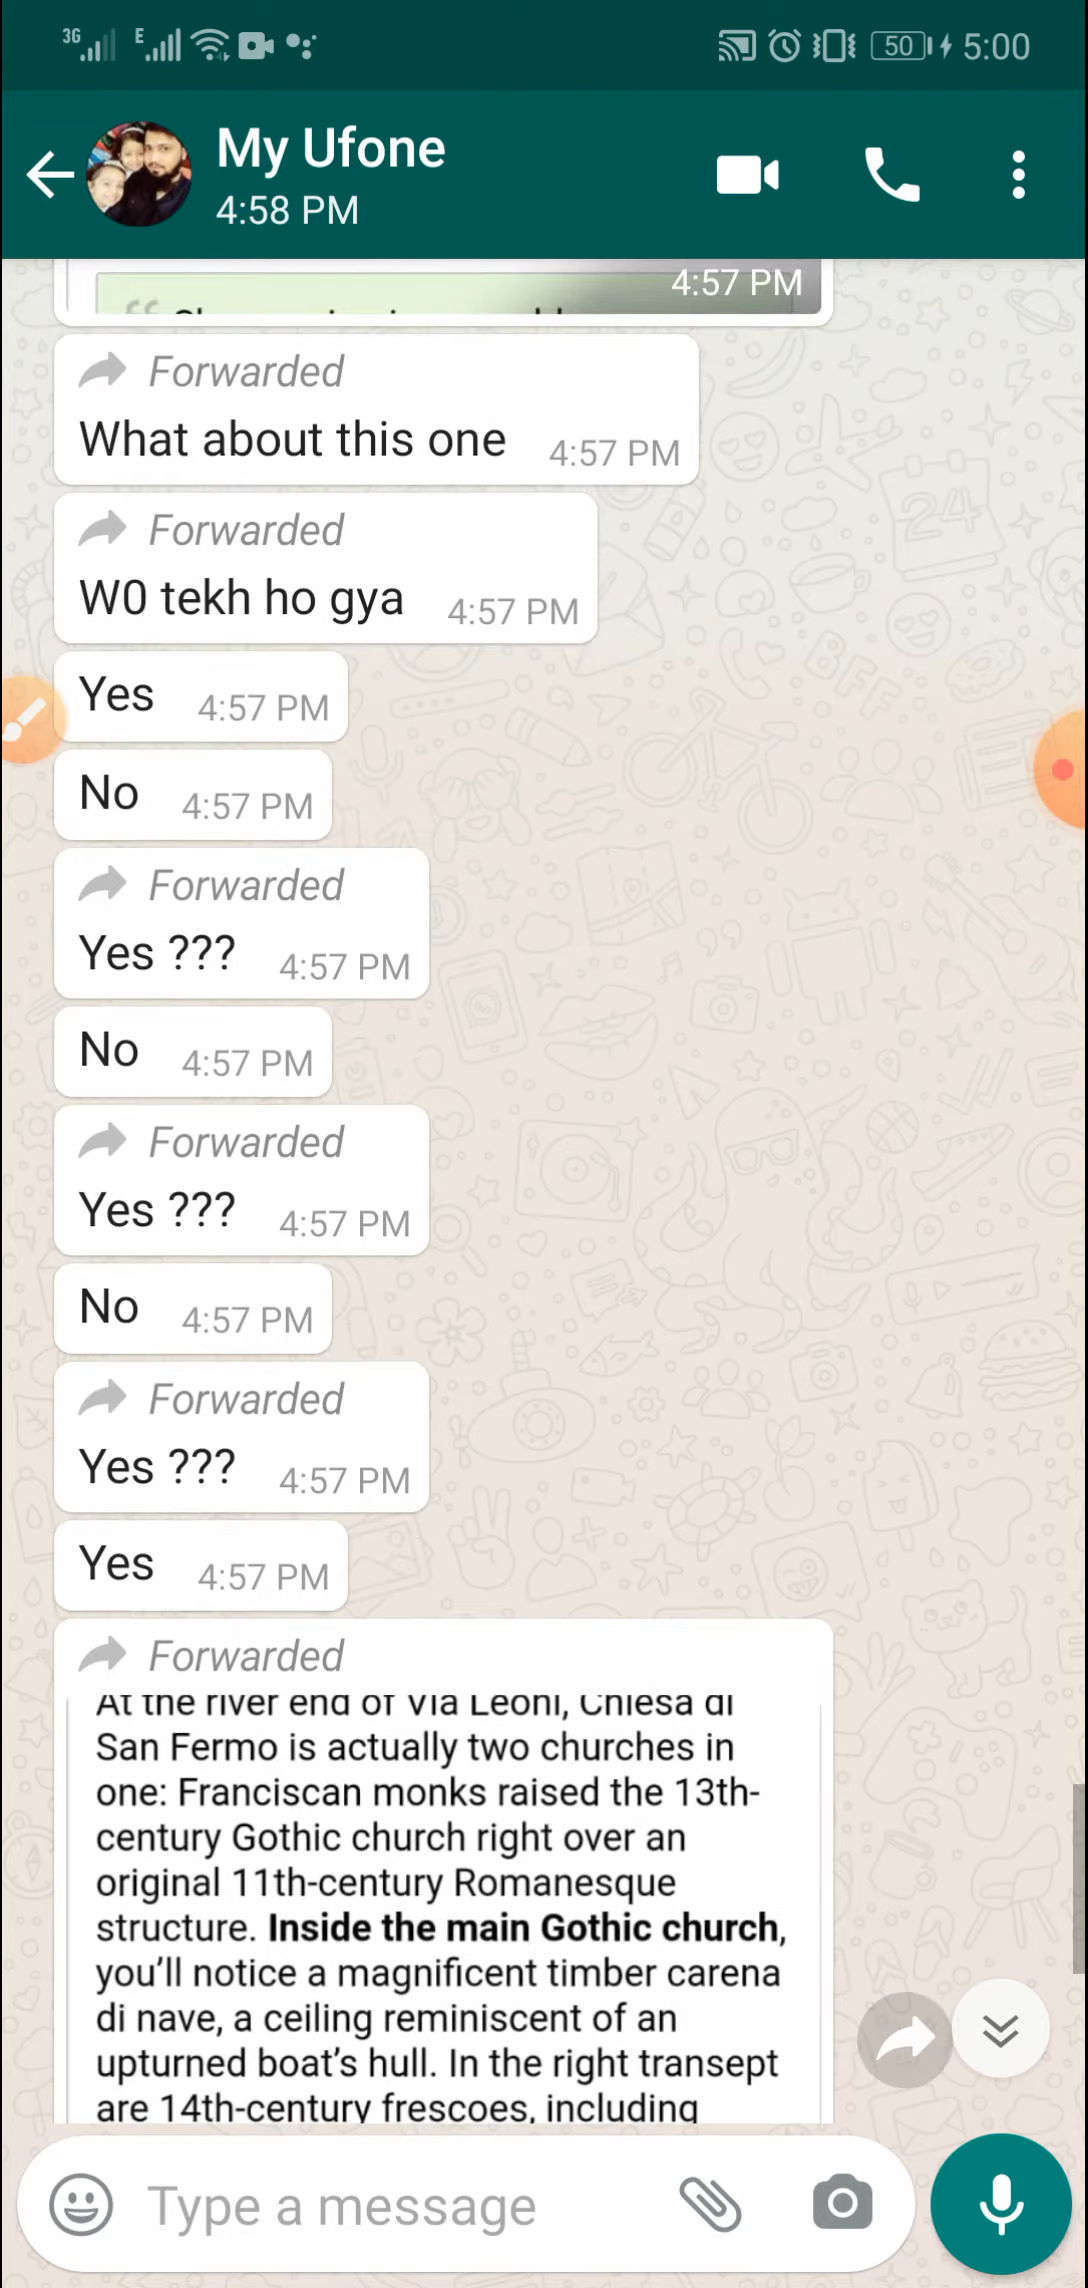 3G E 50 5:00
My Ufone
4:58 PM
4:57 PM
Forwarded
What about this one 4:57 PM
Forwarded
W0 tekh ho gya 4:57 PM
Yes 4:57 PM
No 4:57 PM
Forwarded
Yes ??? 4:57 PM
No 4:57 PM
Forwarded
Yes ??? 4:57 PM
No 4:57 PM
Forwarded
Yes ??? 4:57 PM
Yes 4:57 PM
Forwarded
At the river end of Via Leoni, Chiesa di
San Fermo is actually two churches in
one: Franciscan monks raised the 13th-
century Gothic church right over an
original 11th-century Romanesque
structure. Inside the main Gothic church,
you’ll notice a magnificent timber carena
di nave, a ceiling reminiscent of an
upturned boat’s hull. In the right transept
are 14th-century frescoes, including
Type a message